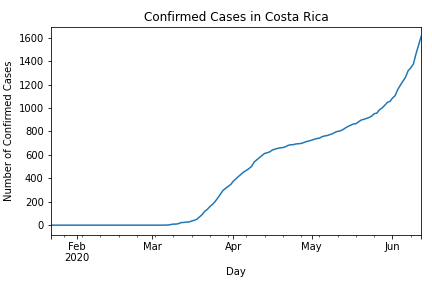 Confirmed Cases in Costa Rica
Number of Confirmed Cases
1600
1400
1200
1000
800
600
400
200
0
Feb Mar Apr May Jun
2020
Day